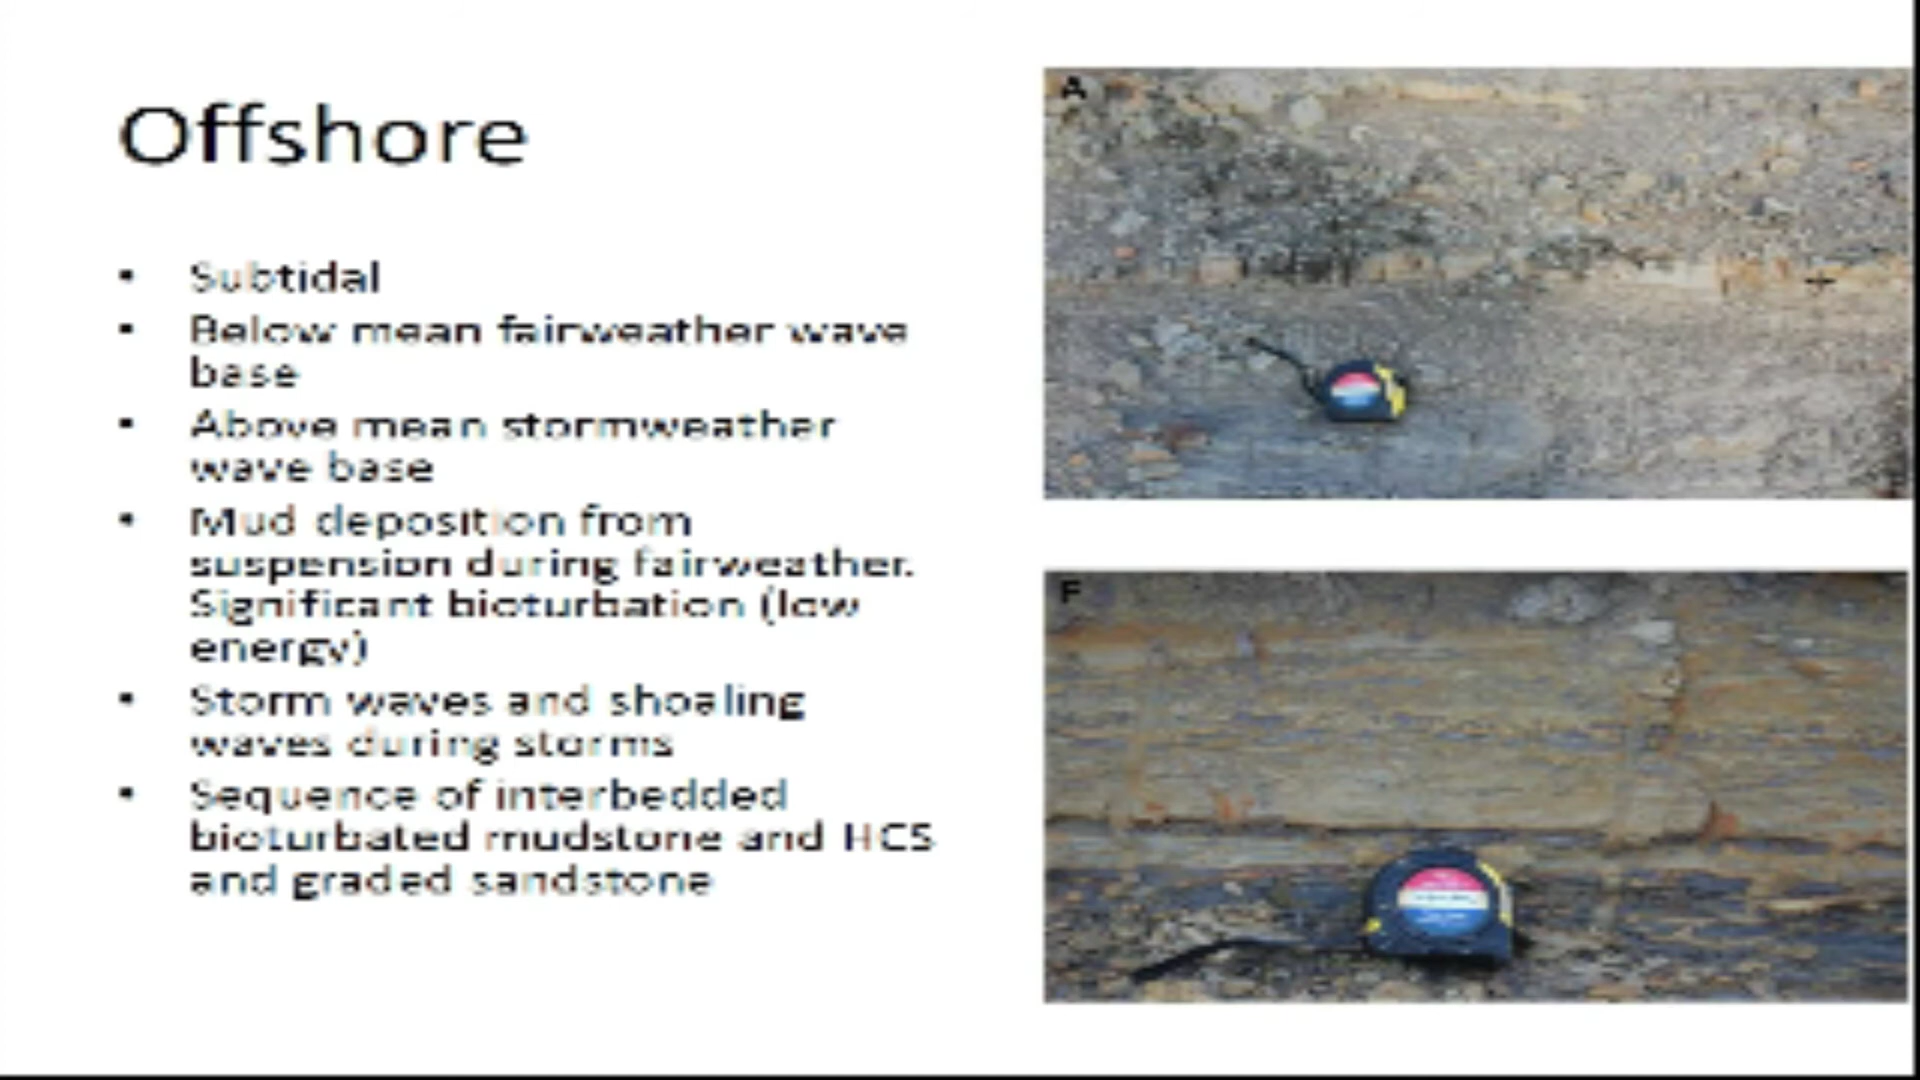 Offshore
• Subtidal
• Below mean fairweather wave
base
• Above mean stormweather
wave base
• Mud deposition from
suspension during fairweather.
Significant bioturbation (low
energy)
• Storm waves and shoaling
waves during storms
• Sequence of interbedded
bioturbated mudstone and HCS
and graded sandstone
A
F